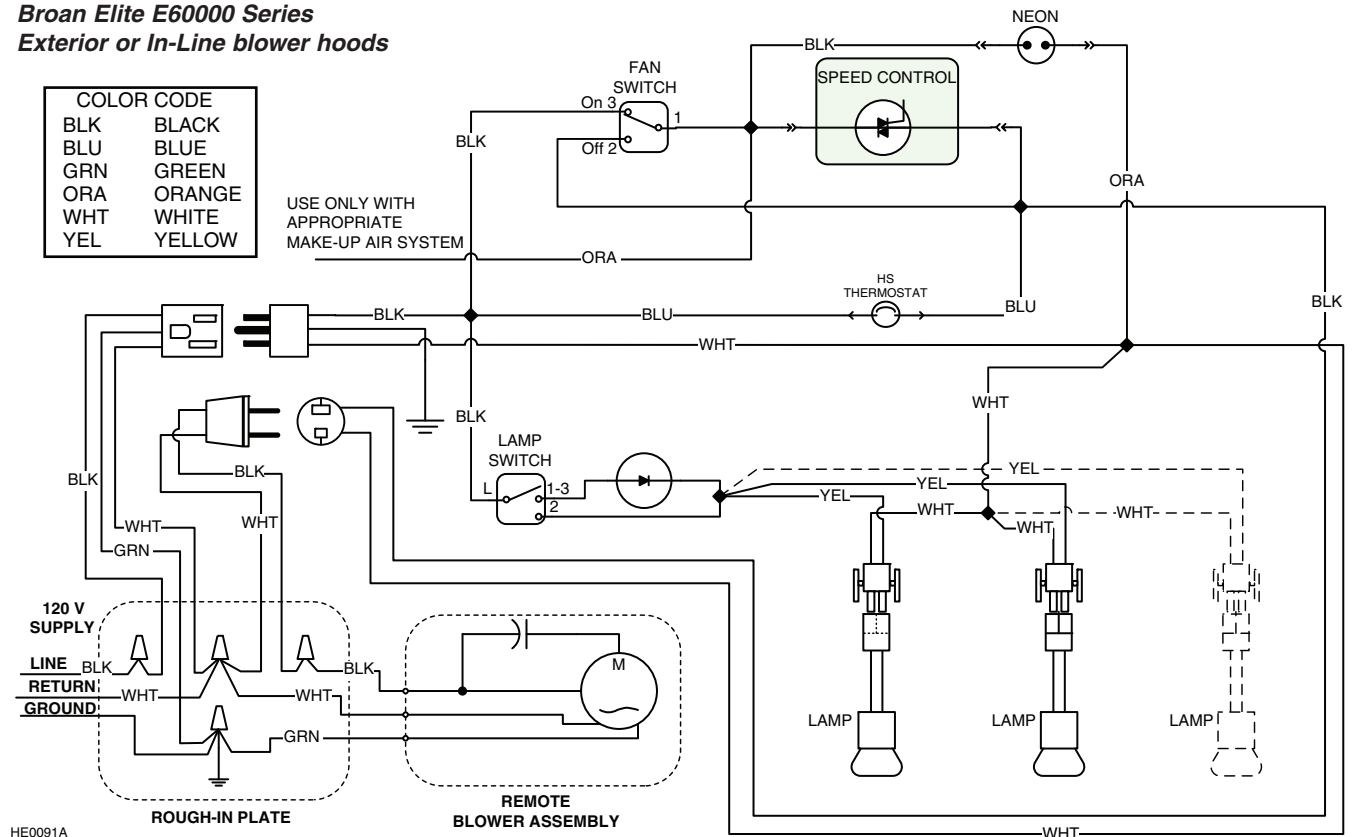 Broan Elite E60000 Series
Exterior or In-Line blower hoods
COLOR CODE
BLK BLACK
BLU BLUE
GRN GREEN
ORA ORANGE
WHT WHITE
YEL YELLOW
NEON
BLK
FAN
SWITCH
On 3
1
Off 2
SPEED CONTROL
BLK
ORA
USE ONLY WITH
APPROPRIATE
MAKE-UP AIR SYSTEM
ORA
HS
THERMOSTAT
BLK
BLU
BLU
BLK
WHT
WHT
BLK
LAMP
SWITCH
L
1-3
2
YEL
YEL
YEL
WHT
WHT
WHT
BLK
BLK
WHT
WHT
GRN
120 V
SUPPLY
LINE
BLK
RETURN
WHT
GROUND
BLK
WHT
GRN
M
LAMP
LAMP
LAMP
ROUGH-IN PLATE
REMOTE
BLOWER ASSEMBLY
WHT
HE0091A